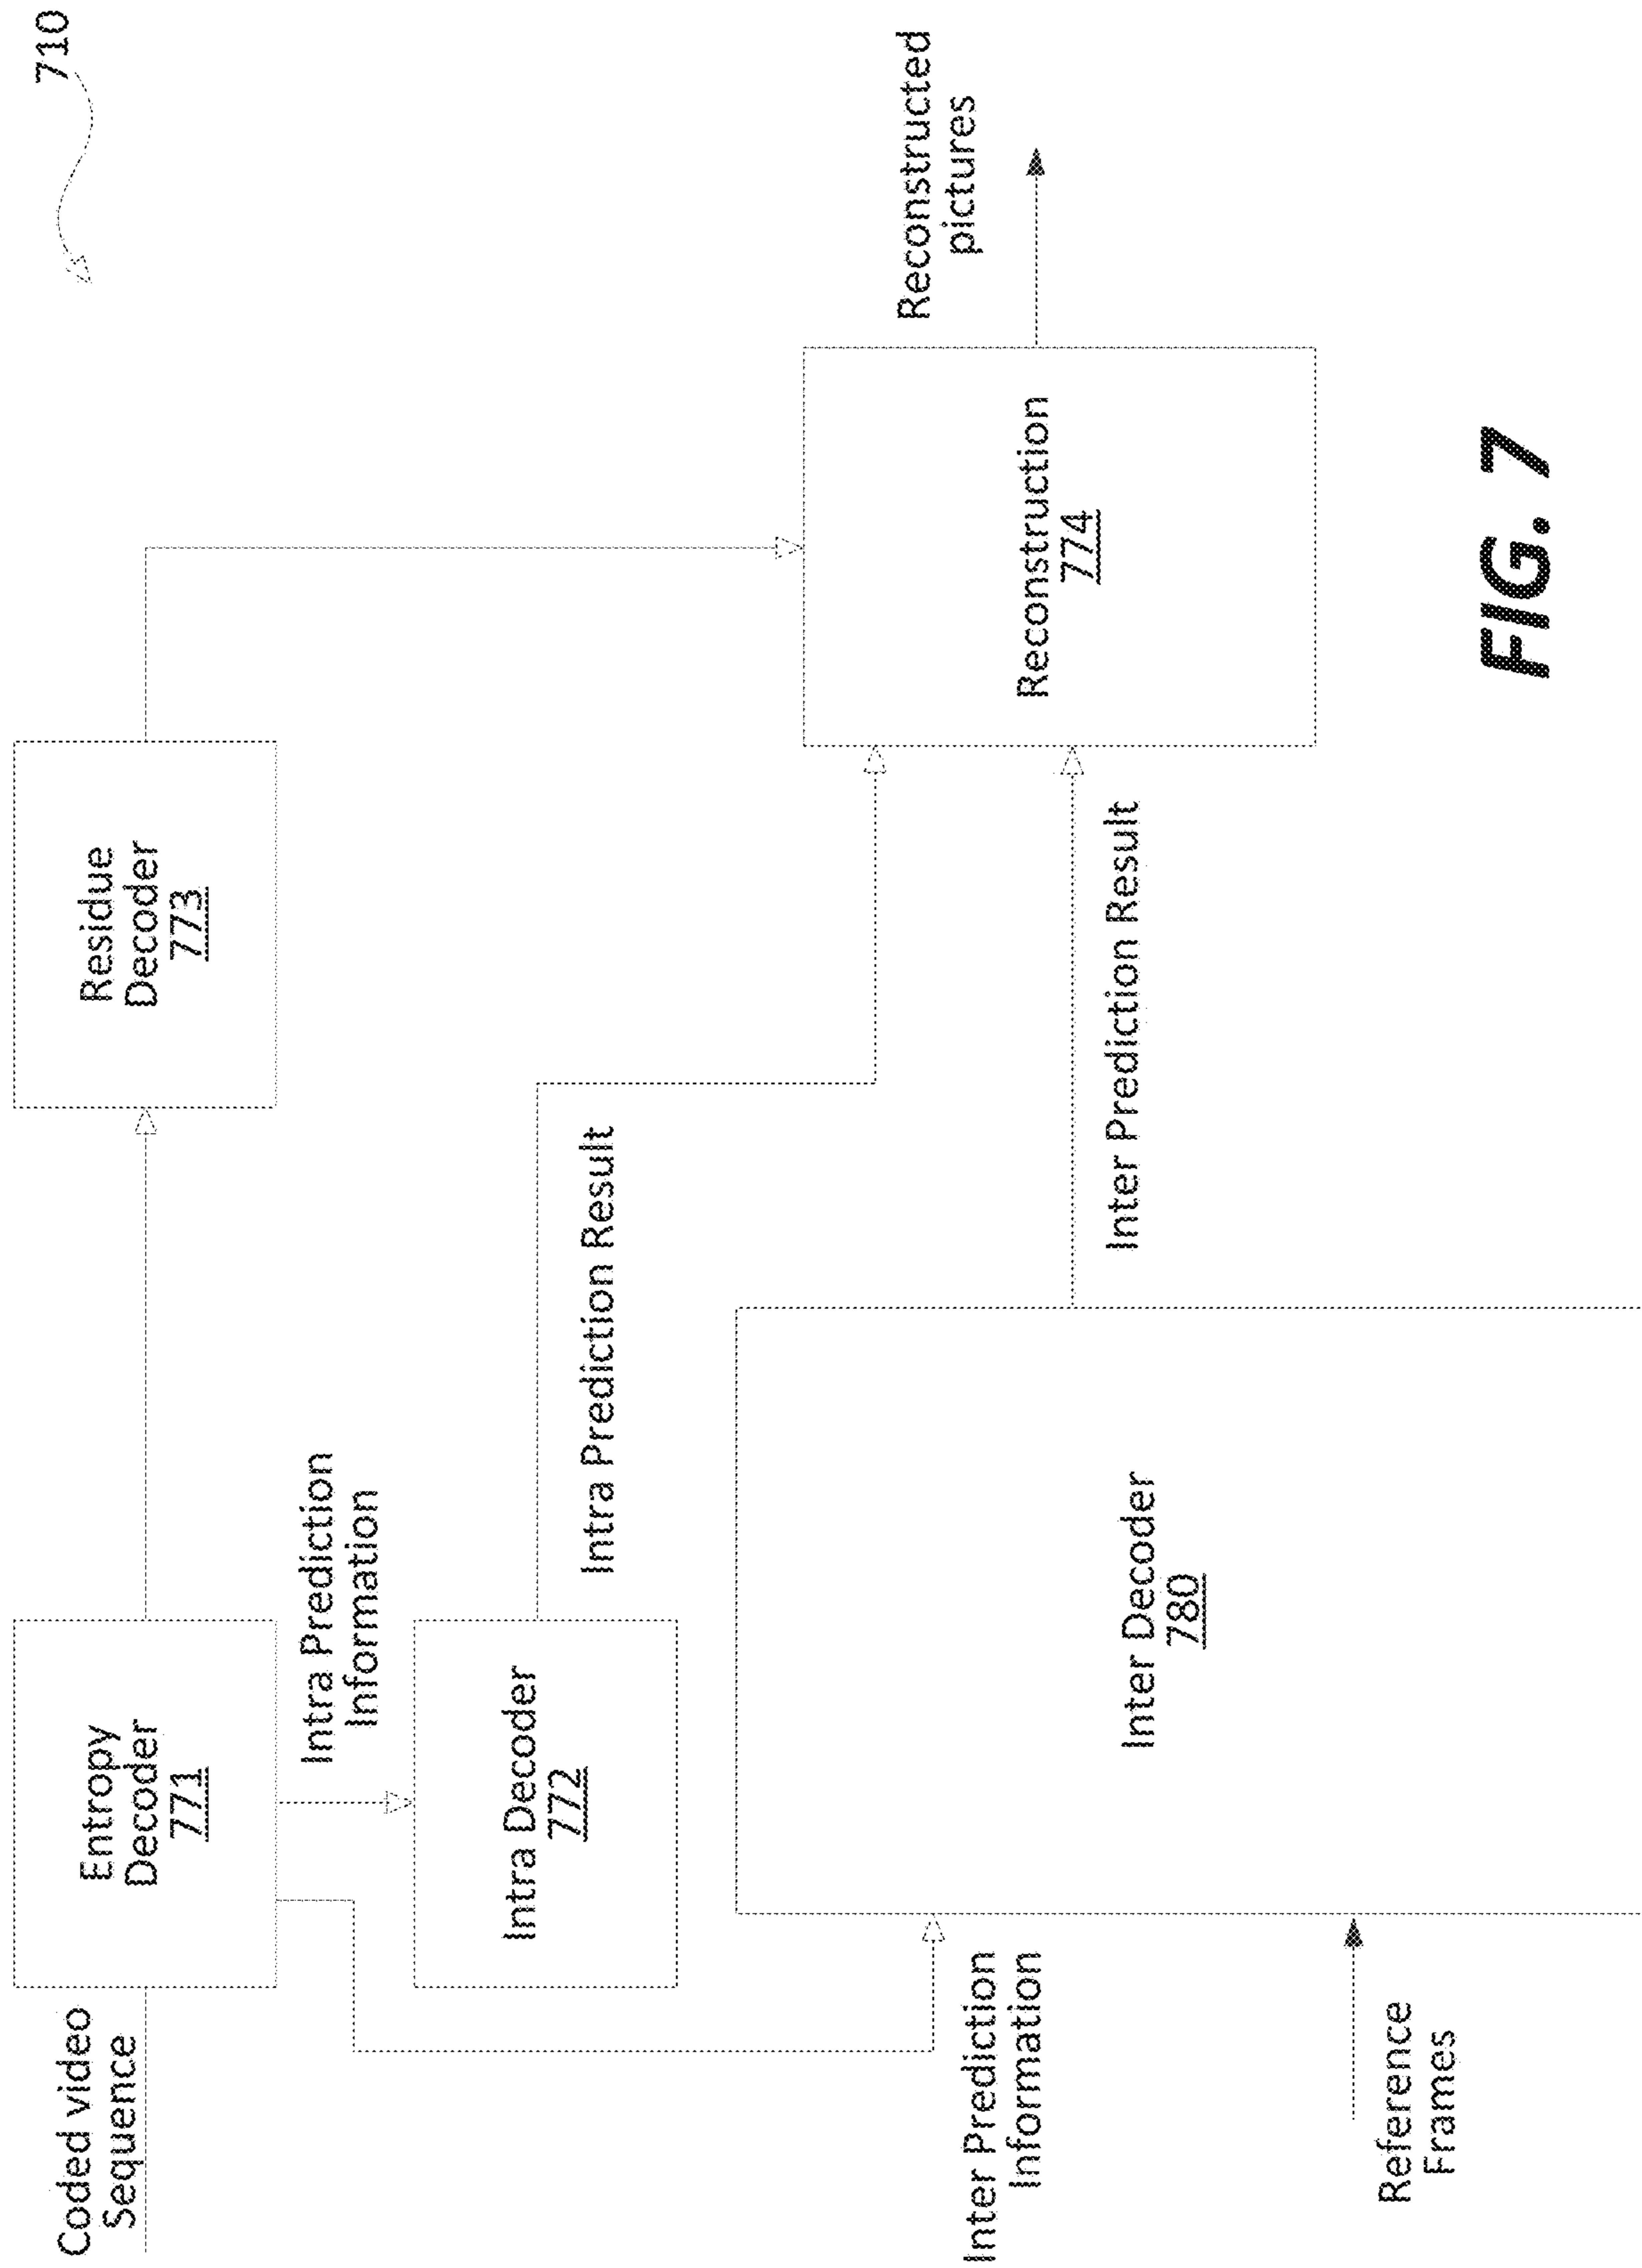 710
Coded video
Sequence
Entropy
Decoder
771
Residue
Decoder
773
Intra Prediction
Information
Intra Decoder
772
Intra Prediction Result
Reconstructed
pictures
Inter Prediction
Information
Inter Decoder
780
Inter Prediction Result
Reconstruction
774
Reference
Frames
FIG. 7